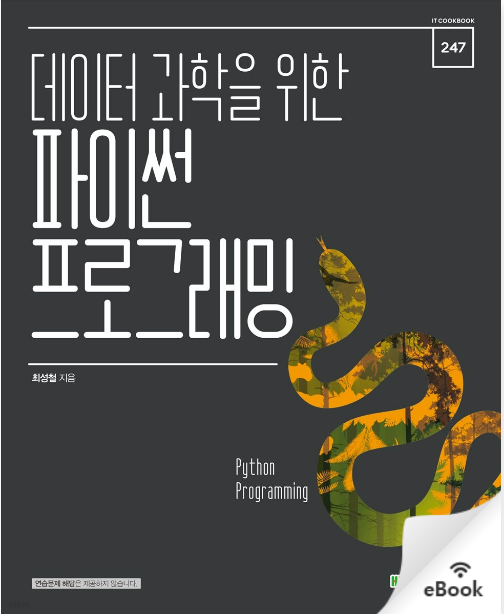 IT COOKBOOK
247
데이터 과학을 위한
파이썬
프로그래밍
최성철 지음
Python
Programming
연습문제 해답은 제공하지 않습니다.
eBook